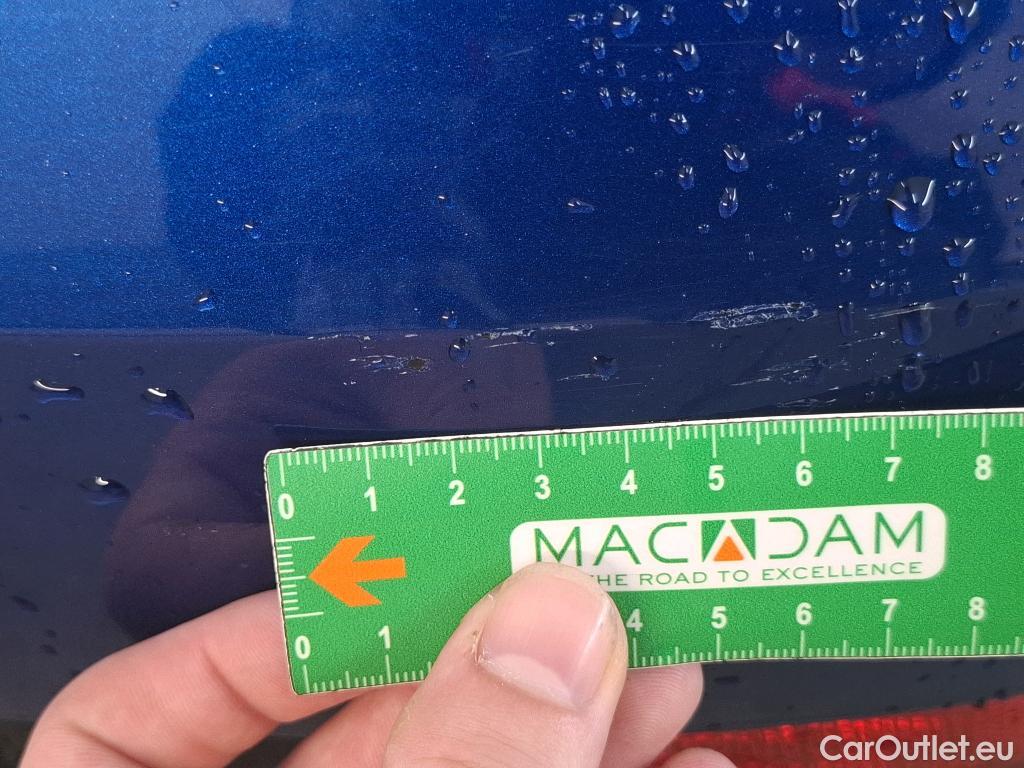 0 1 2 3 4 5 6 7 8
MACADAM
THE ROAD TO EXCELLENCE
0 1 4 5 6 7 8
CarOutlet.eu